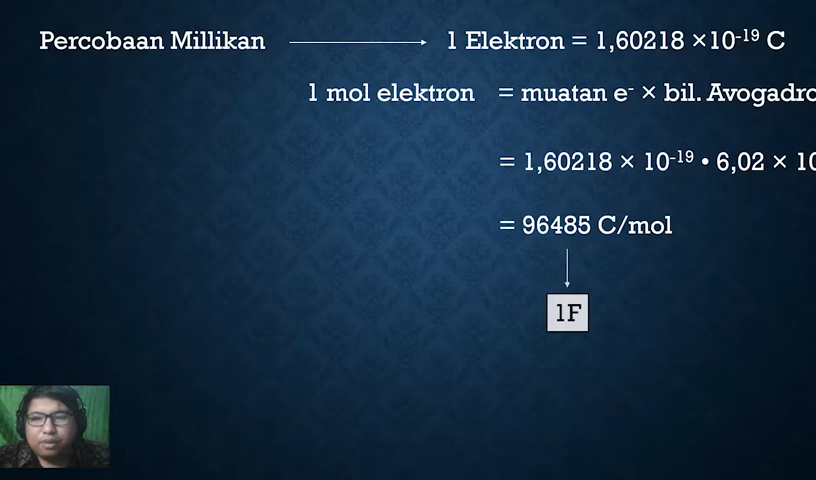 Percobaan Millikan 1 Elektron = 1,60218 ×10⁻¹⁹ C
1 mol elektron = muatan e⁻ × bil. Avogadro
= 1,60218 × 10⁻¹⁹ • 6,02 × 10
= 96485 C/mol
1F